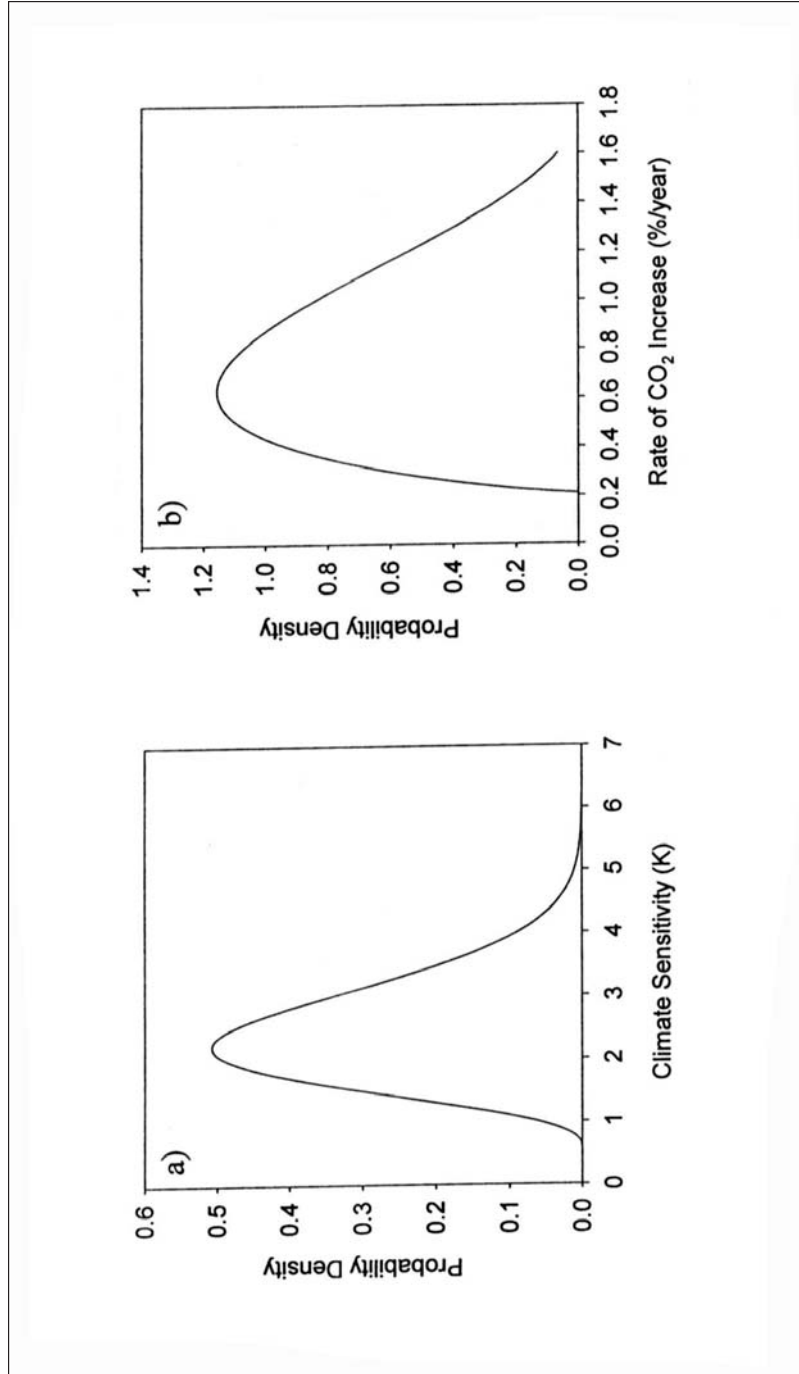 a)
Probability Density
0.6
0.5
0.4
0.3
0.2
0.1
0.0
0 1 2 3 4 5 6 7
Climate Sensitivity (K)
b)
Probability Density
1.4
1.2
1.0
0.8
0.6
0.4
0.2
0.0
0.0 0.2 0.4 0.6 0.8 1.0 1.2 1.4 1.6 1.8
Rate of CO₂ Increase (%/year)